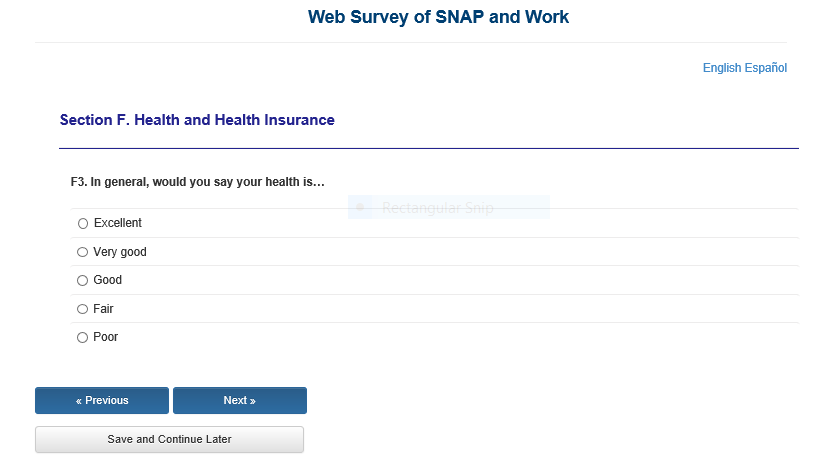 Web Survey of SNAP and Work
English Español
Section F. Health and Health Insurance
F3. In general, would you say your health is...
Rectangular Snip
Excellent
Very good
Good
Fair
Poor
« Previous
Next »
Save and Continue Later